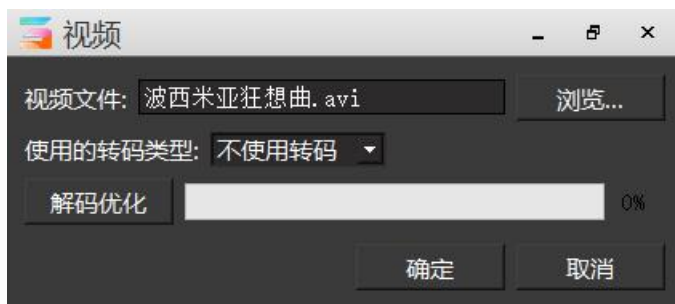 视频
视频文件: 波西米亚狂想曲.avi 浏览...
使用的转码类型: 不使用转码
解码优化 0%
确定 取消